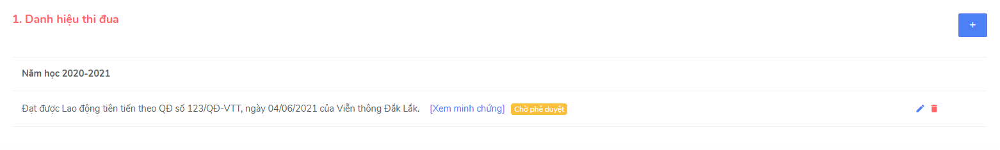 1. Danh hiệu thi đua
+
Năm học 2020-2021
Đạt được Lao động tiên tiến theo QĐ số 123/QĐ-VTT, ngày 04/06/2021 của Viễn thông Đắk Lắk. [Xem minh chứng] Chờ phê duyệt